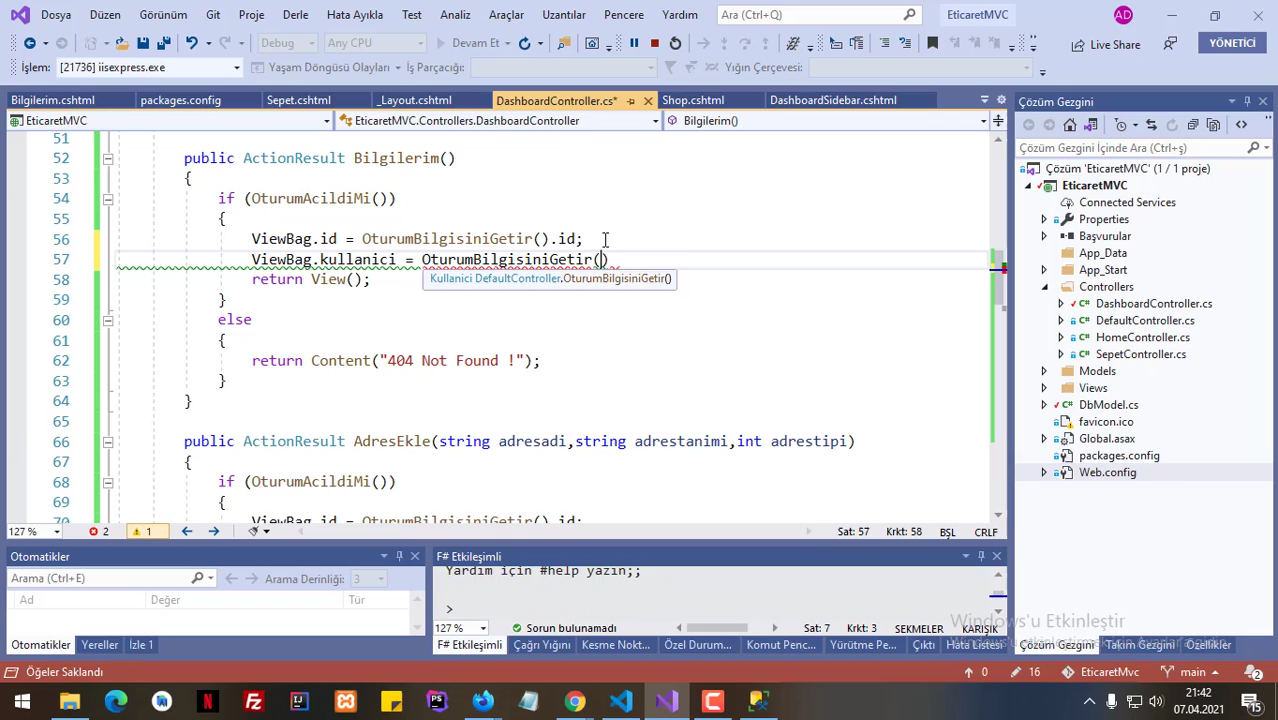 Dosya Düzen Görünüm Git Proje Derle Hata Ayıkla Test Analiz Araçlar Uzantılar Pencere Yardım Ara (Ctrl+Q) EticaretMVC AD
Debug Any CPU Devam Et Live Share YÖNETİCİ
İşlem: [21736] iisexpress.exe Yaşam Döngüsü Olayları İş Parçacığı: Yığın Çerçevesi:
Bilgilerim.cshtml packages.config Sepet.cshtml _Layout.cshtml DashboardController.cs* Shop.cshtml DashboardSidebar.cshtml
EticaretMVC EticaretMVC.Controllers.DashboardController Bilgilerim()
51
52 public ActionResult Bilgilerim()
53 {
54 if (OturumAcildiMi())
55 {
56 ViewBag.id = OturumBilgisiniGetir().id;
57 ViewBag.kullanici = OturumBilgisiniGetir()
Kullanici DefaultController.OturumBilgisiniGetir()
58 return View();
59 }
60 else
61 {
62 return Content("404 Not Found !");
63 }
64 }
65
66 public ActionResult AdresEkle(string adresadi,string adrestanimi,int adrestipi)
67 {
68 if (OturumAcildiMi())
69 {
70 ViewBag.id = OturumBilgisiniGetir().id;
127 % 2 1 Sat: 57 Krkt: 58 BŞL CRLF
Çözüm Gezgini
Çözüm Gezgini İçinde Ara (Ctrl+ş)
Çözüm 'EticaretMVC' (1 / 1 proje)
EticaretMVC
Connected Services
Properties
Başvurular
App_Data
App_Start
Controllers
DashboardController.cs
DefaultController.cs
HomeController.cs
SepetController.cs
Models
Views
DbModel.cs
favicon.ico
Global.asax
packages.config
Web.config
Otomatikler
Arama (Ctrl+E) Arama Derinliği: 3
Ad Değer Tür
Otomatikler Yereller İzle 1
F# Etkileşimli
Yardım için #help yazın;;
>
127 % Sorun bulunamadı Sat: 7 Krkt: 3 SEKMELER KARIŞIK
F# Etkileşimli Çağrı Yığını Kesme Nokt... Özel Durum... Komut Penc... Yürütme Pe... Çıktı Hata Listesi
Çözüm Gezgini Takım Gezgini Özellikler
Windows'u Etkinleştir
Öğeler Saklandı 0 16 EticaretMvc main 2
21:42
07.04.2021
15